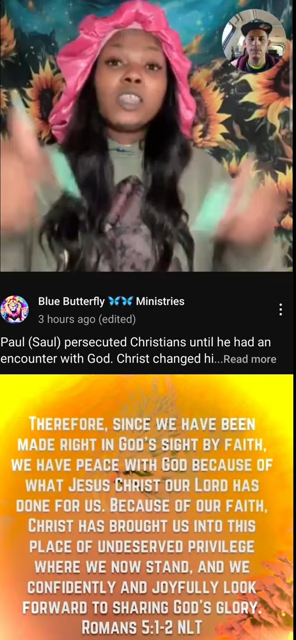 Blue Butterfly 🦋🦋 Ministries
3 hours ago (edited)
Paul (Saul) persecuted Christians until he had an
encounter with God. Christ changed hi...Read more
THEREFORE, SINCE WE HAVE BEEN
MADE RIGHT IN GOD'S SIGHT BY FAITH,
WE HAVE PEACE WITH GOD BECAUSE OF
WHAT JESUS CHRIST OUR LORD HAS
DONE FOR US. BECAUSE OF OUR FAITH,
CHRIST HAS BROUGHT US INTO THIS
PLACE OF UNDESERVED PRIVILEGE
WHERE WE NOW STAND, AND WE
CONFIDENTLY AND JOYFULLY LOOK
FORWARD TO SHARING GOD'S GLORY.
ROMANS 5:1-2 NLT